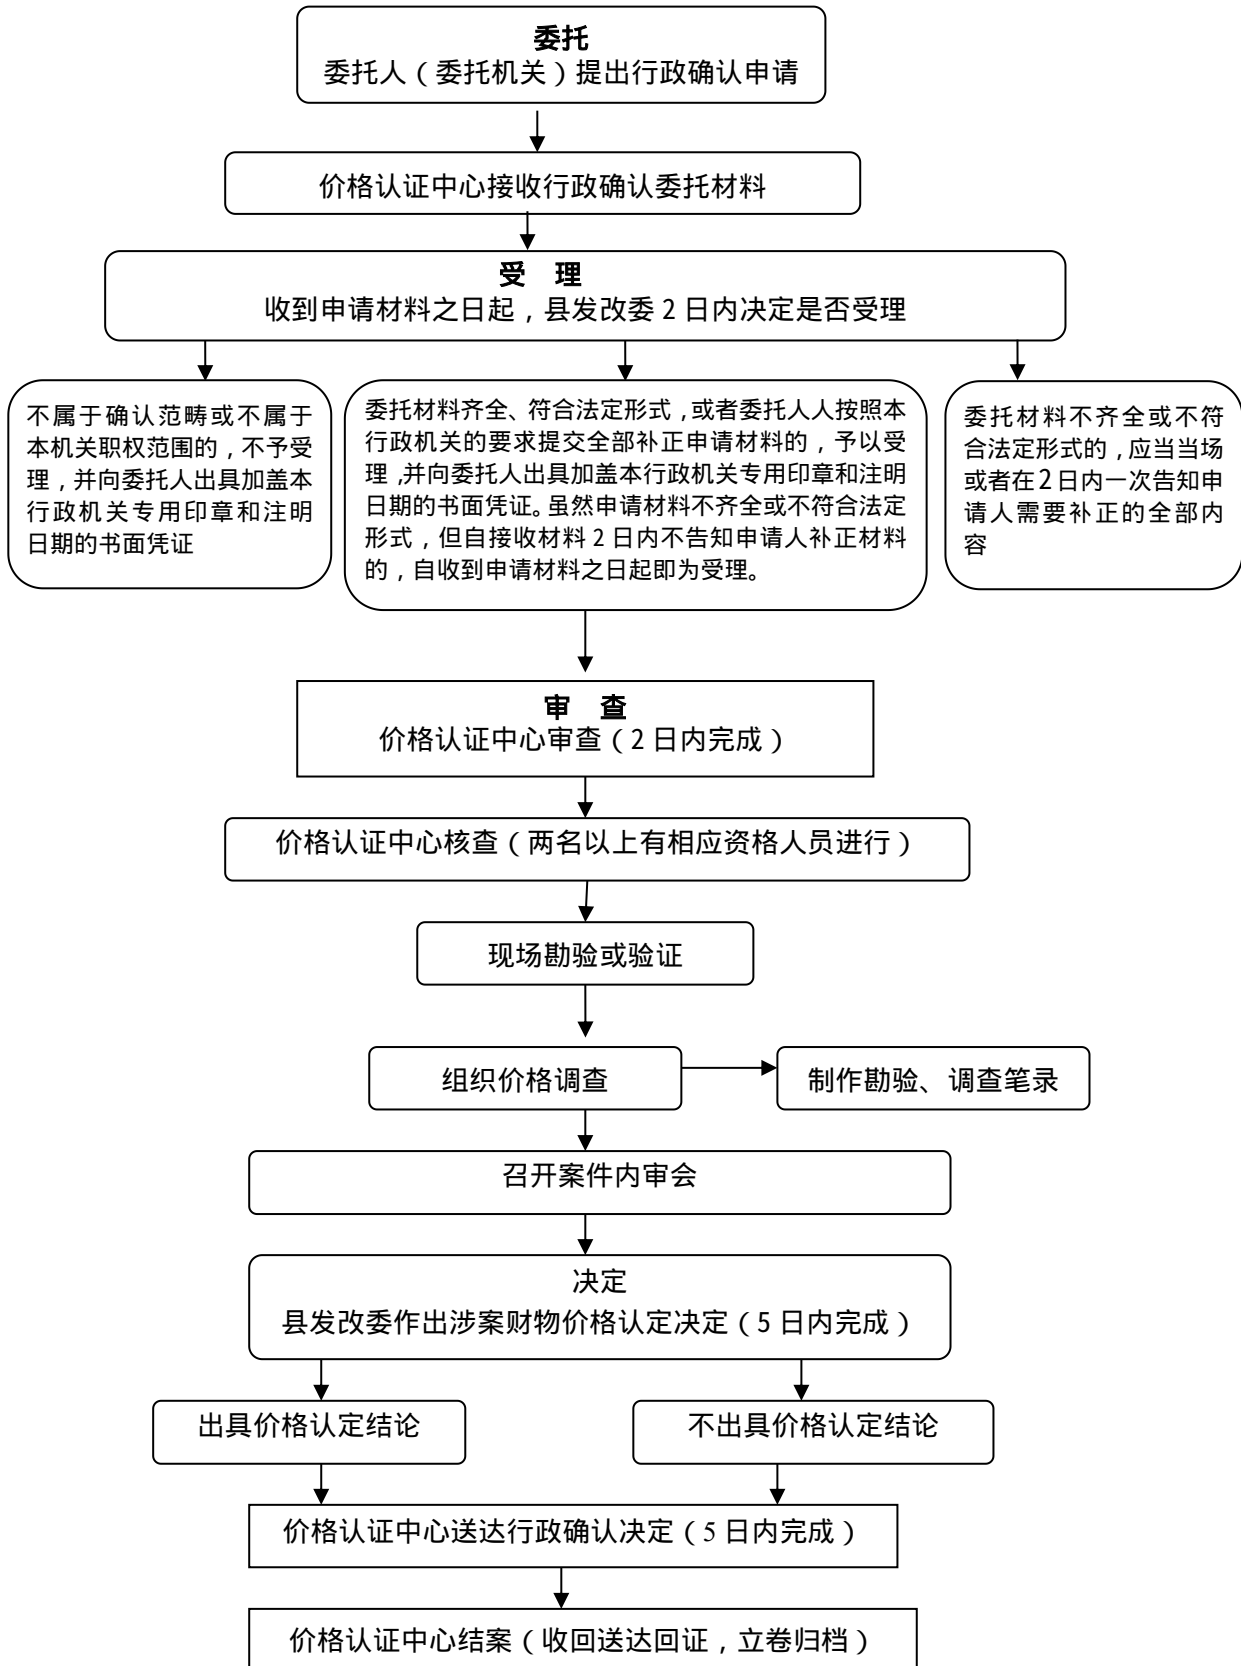 委托
委托人（委托机关）提出行政确认申请
价格认证中心接收行政确认委托材料
受　理
收到申请材料之日起，县发改委 2 日内决定是否受理
不属于确认范畴或不属于
本机关职权范围的，不予受
理，并向委托人出具加盖本
行政机关专用印章和注明
日期的书面凭证
委托材料齐全、符合法定形式，或者委托人人按照本
行政机关的要求提交全部补正申请材料的，予以受
理，并向委托人出具加盖本行政机关专用印章和注明
日期的书面凭证。虽然申请材料不齐全或不符合法定
形式，但自接收材料 2 日内不告知申请人补正材料
的，自收到申请材料之日起即为受理。
委托材料不齐全或不符
合法定形式的，应当当场
或者在 2 日内一次告知申
请人需要补正的全部内
容
审　查
价格认证中心审查（2 日内完成）
价格认证中心核查（两名以上有相应资格人员进行）
现场勘验或验证
组织价格调查
制作勘验、调查笔录
召开案件内审会
决定
县发改委作出涉案财物价格认定决定（5 日内完成）
出具价格认定结论
不出具价格认定结论
价格认证中心送达行政确认决定（5 日内完成）
价格认证中心结案（收回送达回证，立卷归档）